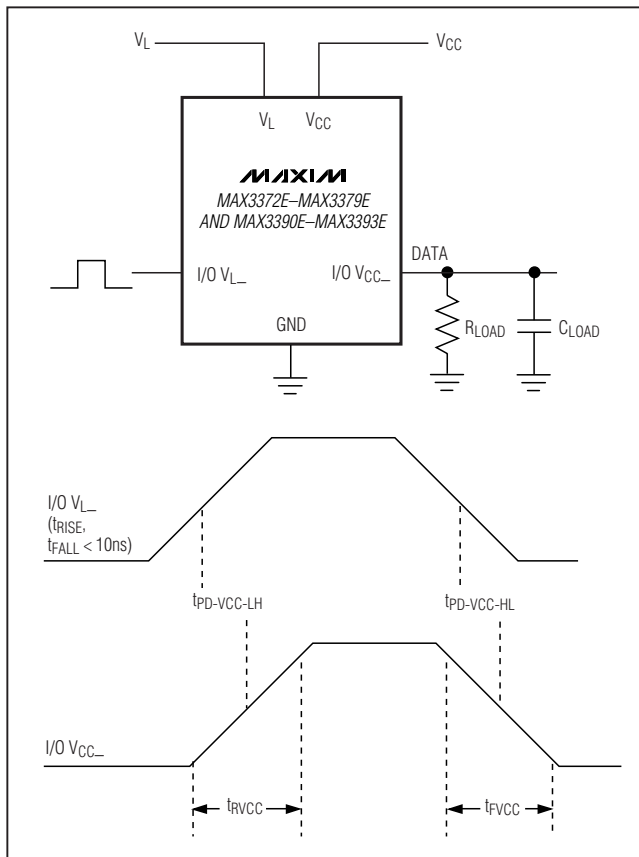 VL VCC
VL VCC
MAXIM
MAX3372E–MAX3379E
AND MAX3390E–MAX3393E
DATA
I/O VL_ I/O VCC_
RLOAD CLOAD
GND
I/O VL_
(tRISE,
tFALL < 10ns)
tPD-VCC-LH tPD-VCC-HL
I/O VCC_
tRVCC tFVCC